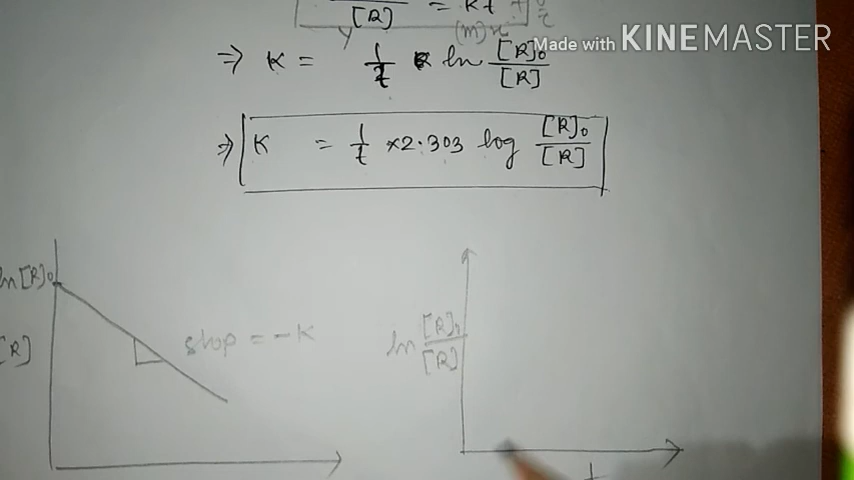 [R] = Kt
y (m)x
Made with KINEMASTER
⇒ K = 1/t ln [R]₀/[R]
⇒ K = 1/t ×2.303 log [R]₀/[R]
ln[R]₀
[R]
slop = -K
ln [R]₀/[R]
t